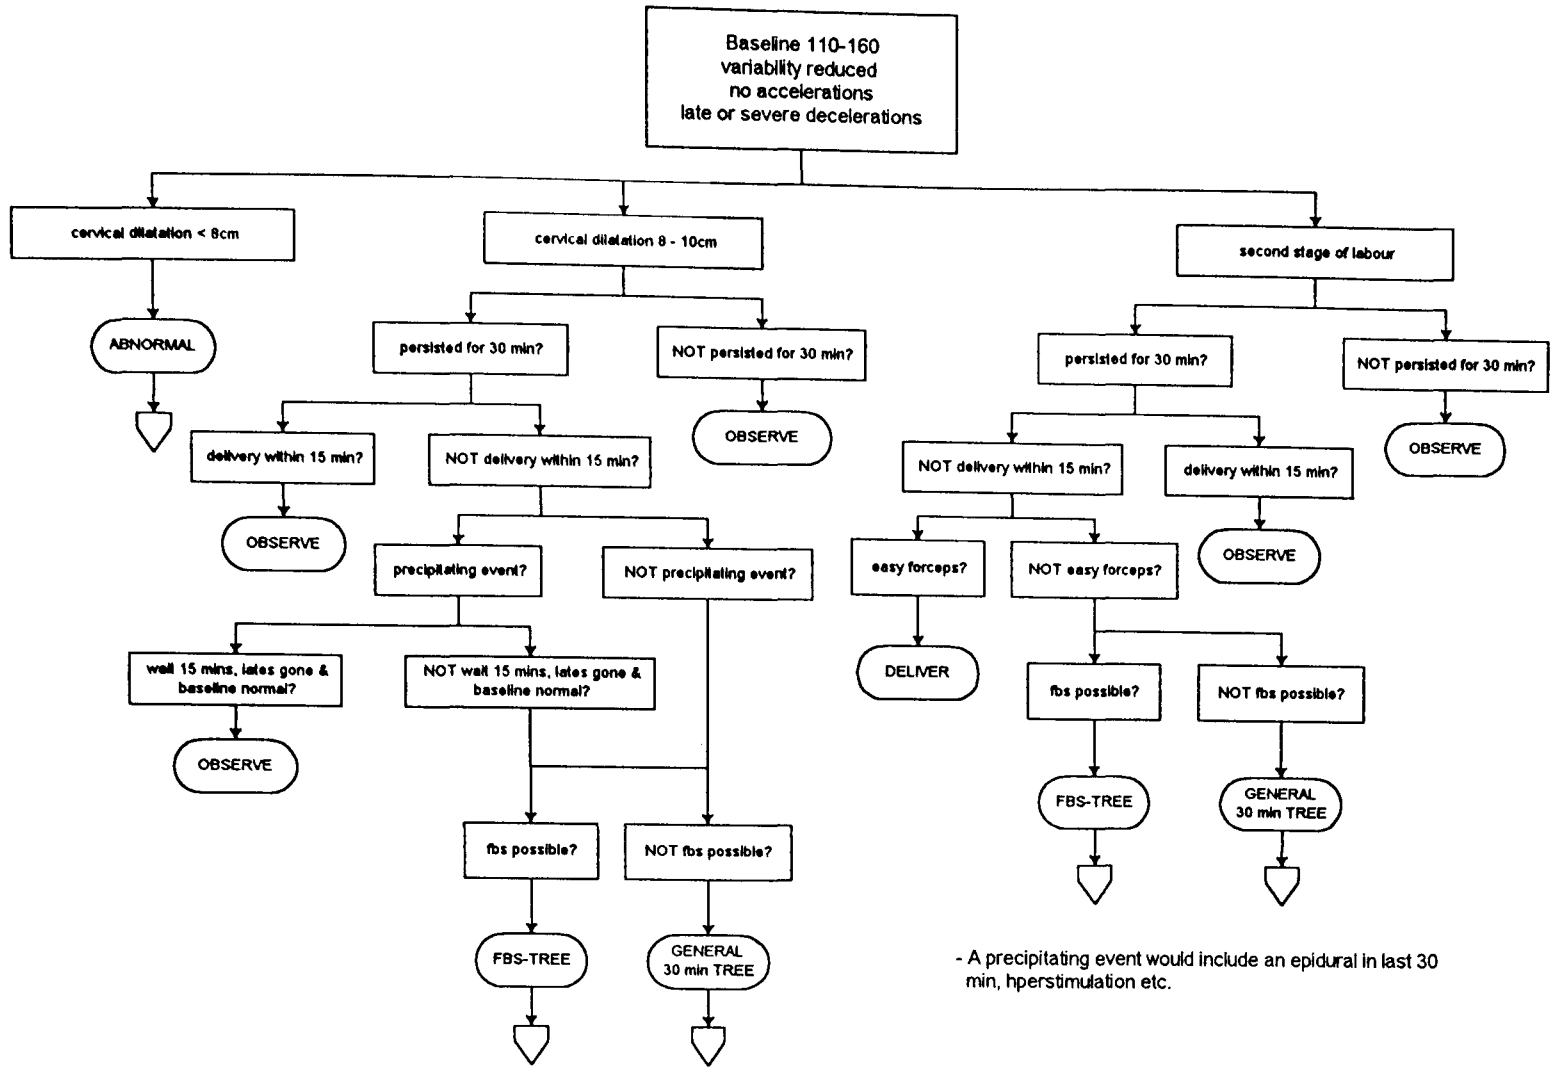 Baseline 110-160
variability reduced
no accelerations
late or severe decelerations
cervical dilatation < 8cm
cervical dilatation 8 - 10cm
second stage of labour
ABNORMAL
persisted for 30 min?
NOT persisted for 30 min?
persisted for 30 min?
NOT persisted for 30 min?
OBSERVE
OBSERVE
delivery within 15 min?
NOT delivery within 15 min?
NOT delivery within 15 min?
delivery within 15 min?
OBSERVE
OBSERVE
precipitating event?
NOT precipitating event?
easy forceps?
NOT easy forceps?
wait 15 mins, lates gone &
baseline normal?
NOT wait 15 mins, lates gone &
baseline normal?
DELIVER
fbs possible?
NOT fbs possible?
OBSERVE
FBS-TREE
GENERAL
30 min TREE
fbs possible?
NOT fbs possible?
FBS-TREE
GENERAL
30 min TREE
- A precipitating event would include an epidural in last 30
min, hperstimulation etc.